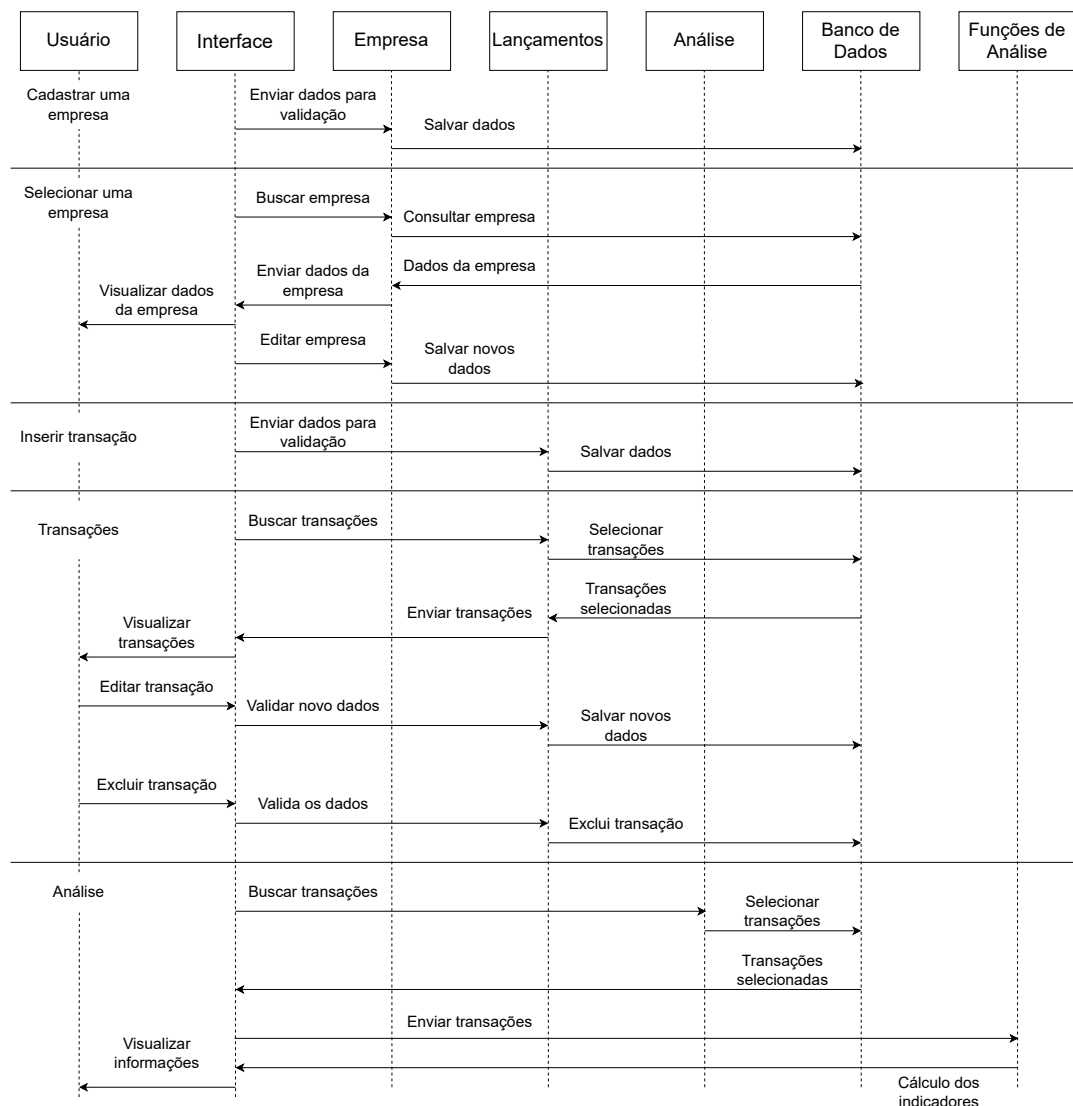 Usuário
Interface
Empresa
Lançamentos
Análise
Banco de
Dados
Funções de
Análise
Cadastrar uma
empresa
Enviar dados para
validação
Salvar dados
Selecionar uma
empresa
Buscar empresa
Consultar empresa
Dados da empresa
Enviar dados da
empresa
Visualizar dados
da empresa
Editar empresa
Salvar novos
dados
Inserir transação
Enviar dados para
validação
Salvar dados
Transações
Buscar transações
Selecionar
transações
Transações
selecionadas
Enviar transações
Visualizar
transações
Editar transação
Validar novo dados
Salvar novos
dados
Excluir transação
Valida os dados
Exclui transação
Análise
Buscar transações
Selecionar
transações
Transações
selecionadas
Enviar transações
Visualizar
informações
Cálculo dos
indicadores